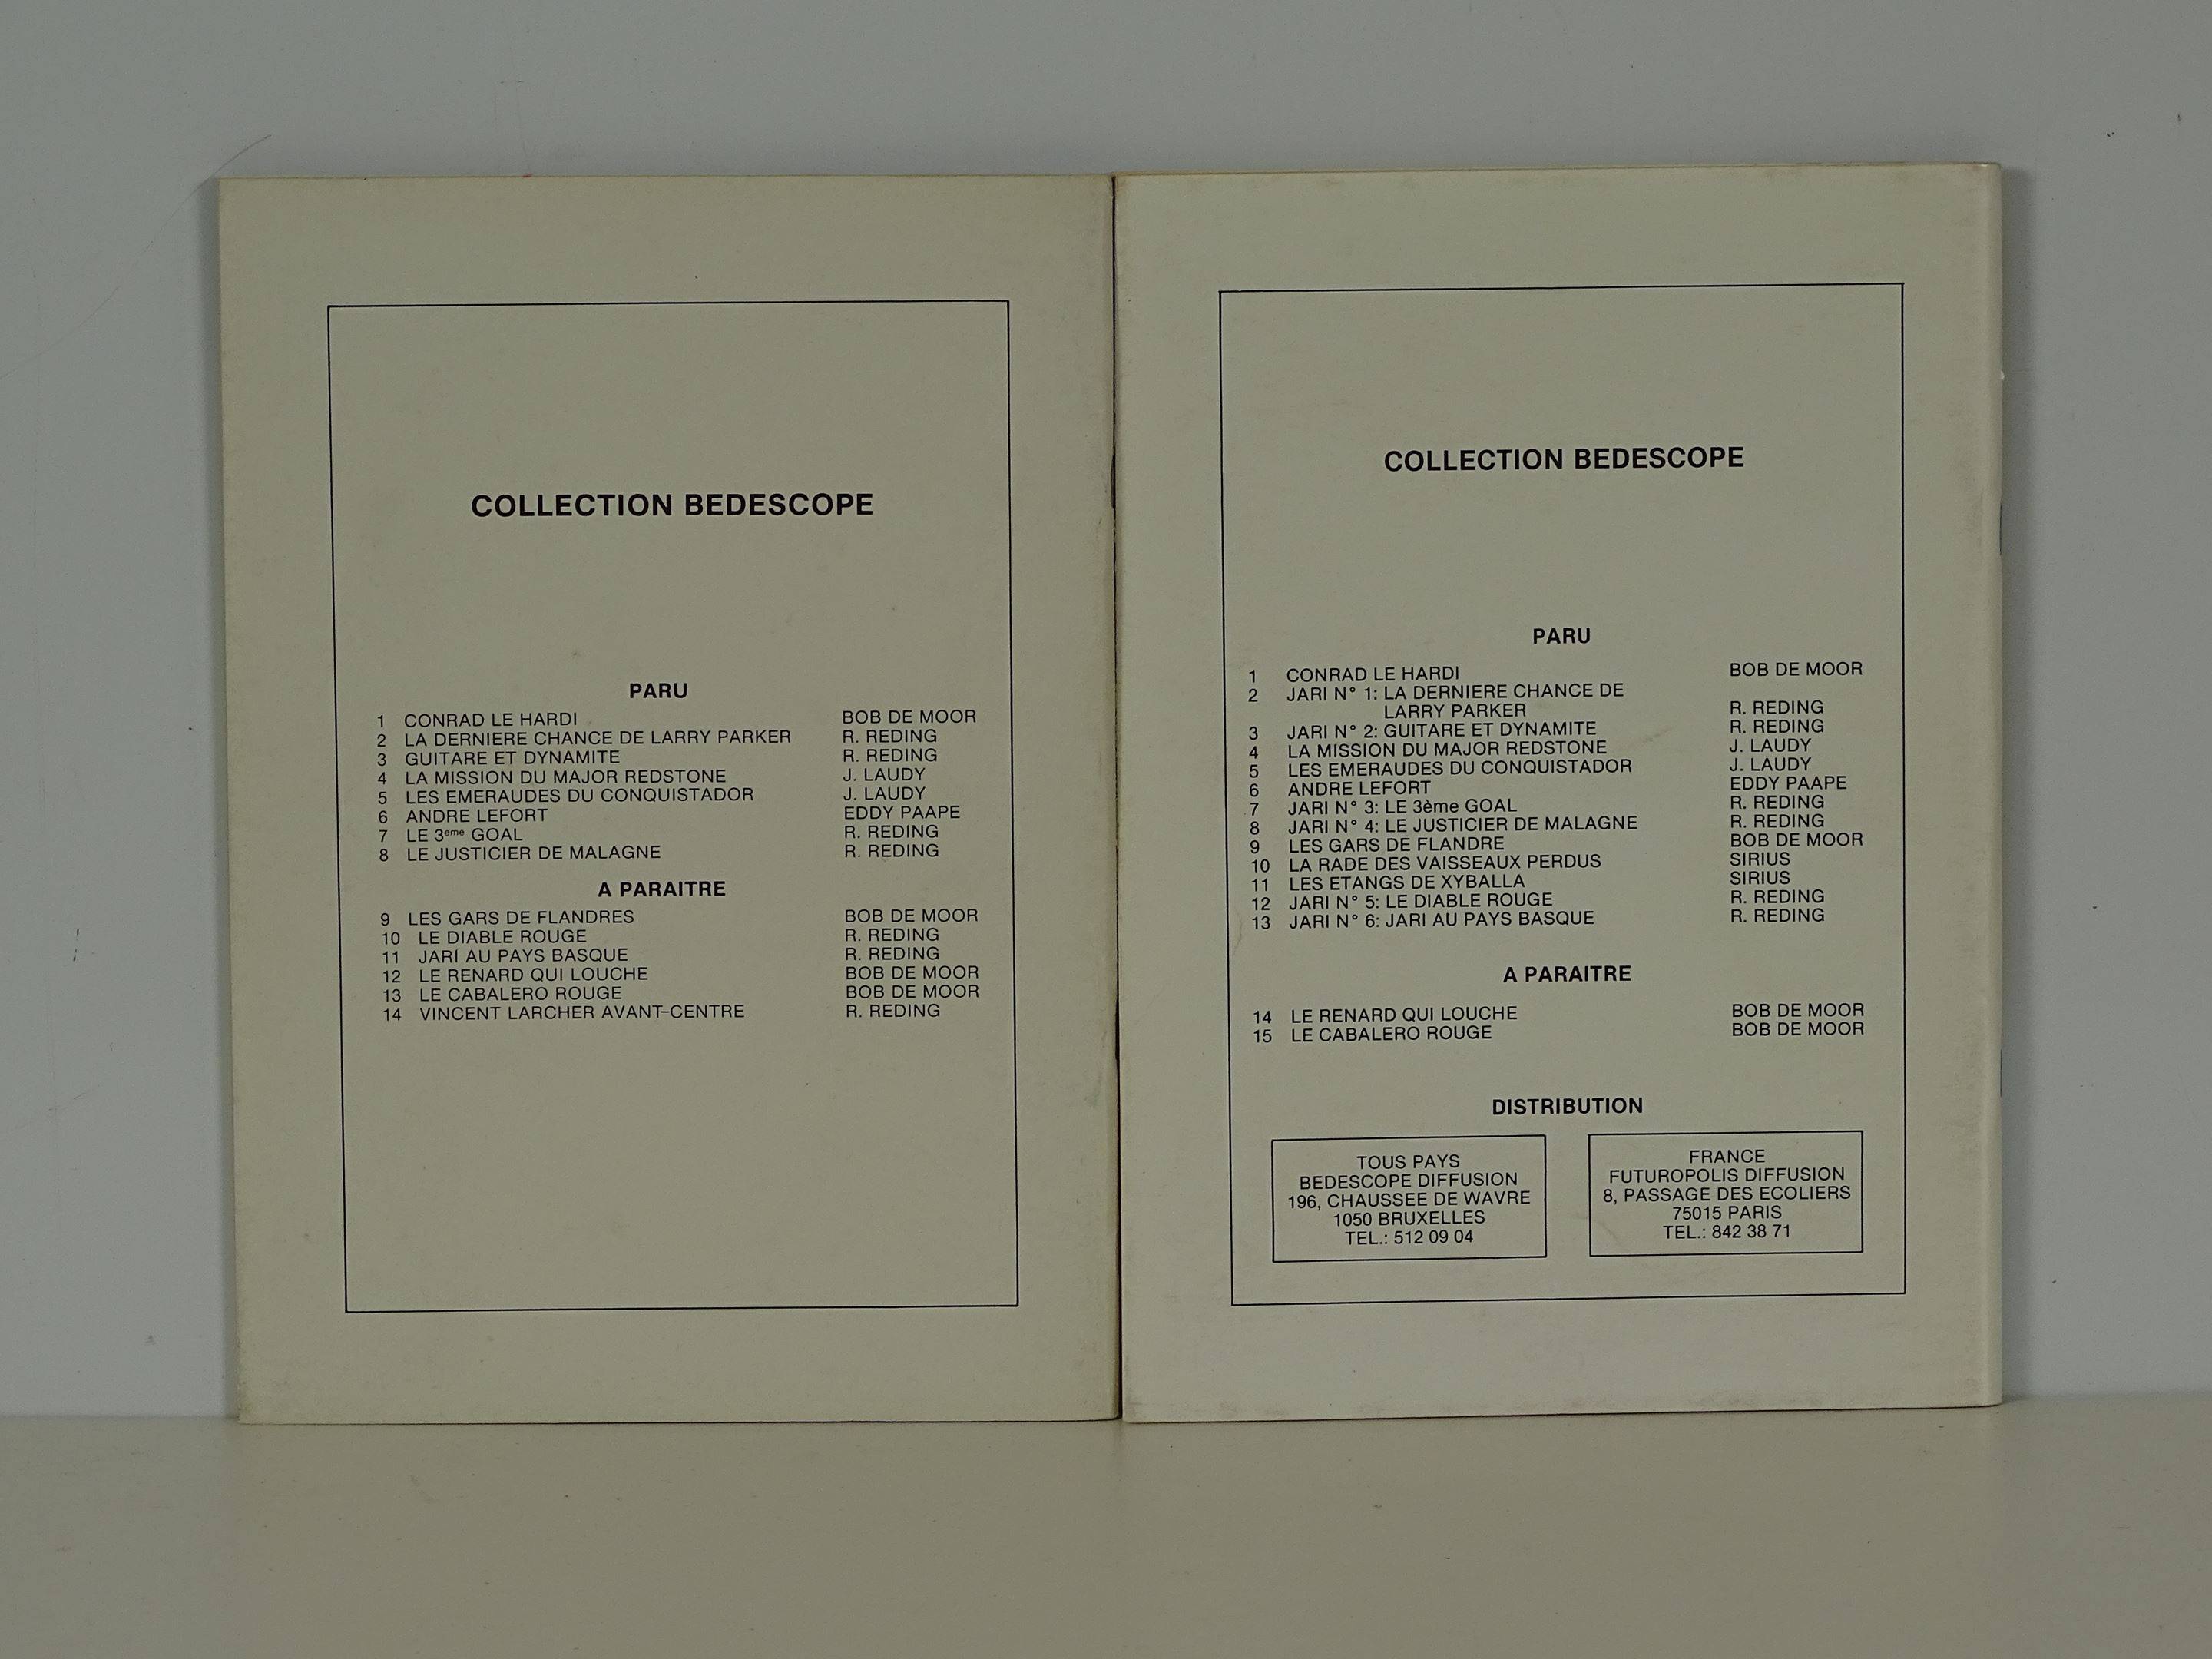 COLLECTION BEDESCOPE
PARU
1 CONRAD LE HARDI BOB DE MOOR
2 LA DERNIERE CHANCE DE LARRY PARKER R. REDING
3 GUITARE ET DYNAMITE R. REDING
4 LA MISSION DU MAJOR REDSTONE J. LAUDY
5 LES EMERAUDES DU CONQUISTADOR J. LAUDY
6 ANDRE LEFORT EDDY PAAPE
7 LE 3eme GOAL R. REDING
8 LE JUSTICIER DE MALAGNE R. REDING
A PARAITRE
9 LES GARS DE FLANDRES BOB DE MOOR
10 LE DIABLE ROUGE R. REDING
11 JARI AU PAYS BASQUE R. REDING
12 LE RENARD QUI LOUCHE BOB DE MOOR
13 LE CABALERO ROUGE BOB DE MOOR
14 VINCENT LARCHER AVANT-CENTRE R. REDING
COLLECTION BEDESCOPE
PARU
1 CONRAD LE HARDI BOB DE MOOR
2 JARI N° 1: LA DERNIERE CHANCE DE
LARRY PARKER R. REDING
3 JARI N° 2: GUITARE ET DYNAMITE R. REDING
4 LA MISSION DU MAJOR REDSTONE J. LAUDY
5 LES EMERAUDES DU CONQUISTADOR J. LAUDY
6 ANDRE LEFORT EDDY PAAPE
7 JARI N° 3: LE 3ème GOAL R. REDING
8 JARI N° 4: LE JUSTICIER DE MALAGNE R. REDING
9 LES GARS DE FLANDRE BOB DE MOOR
10 LA RADE DES VAISSEAUX PERDUS SIRIUS
11 LES ETANGS DE XYBALLA SIRIUS
12 JARI N° 5: LE DIABLE ROUGE R. REDING
13 JARI N° 6: JARI AU PAYS BASQUE R. REDING
A PARAITRE
14 LE RENARD QUI LOUCHE BOB DE MOOR
15 LE CABALERO ROUGE BOB DE MOOR
DISTRIBUTION
TOUS PAYS
BEDESCOPE DIFFUSION
196, CHAUSSEE DE WAVRE
1050 BRUXELLES
TEL.: 512 09 04
FRANCE
FUTUROPOLIS DIFFUSION
8, PASSAGE DES ECOLIERS
75015 PARIS
TEL.: 842 38 71